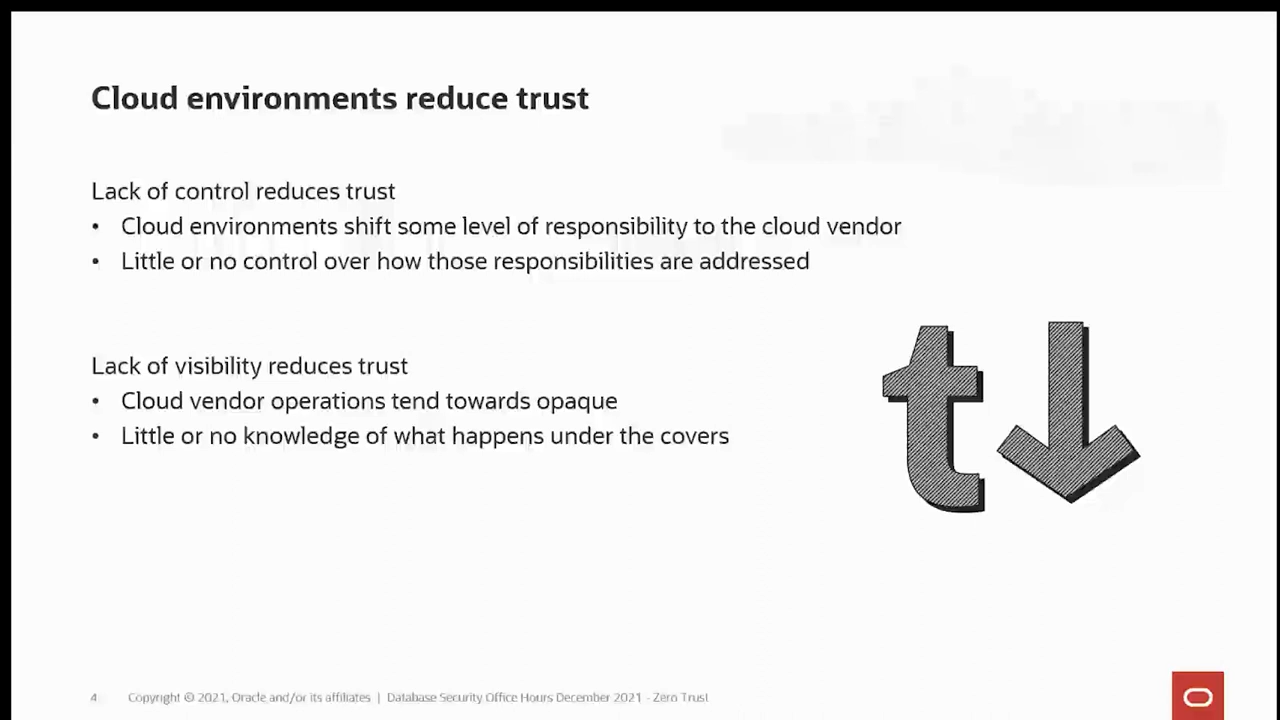 Cloud environments reduce trust
Lack of control reduces trust
• Cloud environments shift some level of responsibility to the cloud vendor
• Little or no control over how those responsibilities are addressed
Lack of visibility reduces trust
• Cloud vendor operations tend towards opaque
• Little or no knowledge of what happens under the covers
t
4 Copyright © 2021, Oracle and/or its affiliates | Database Security Office Hours December 2021 - Zero Trust